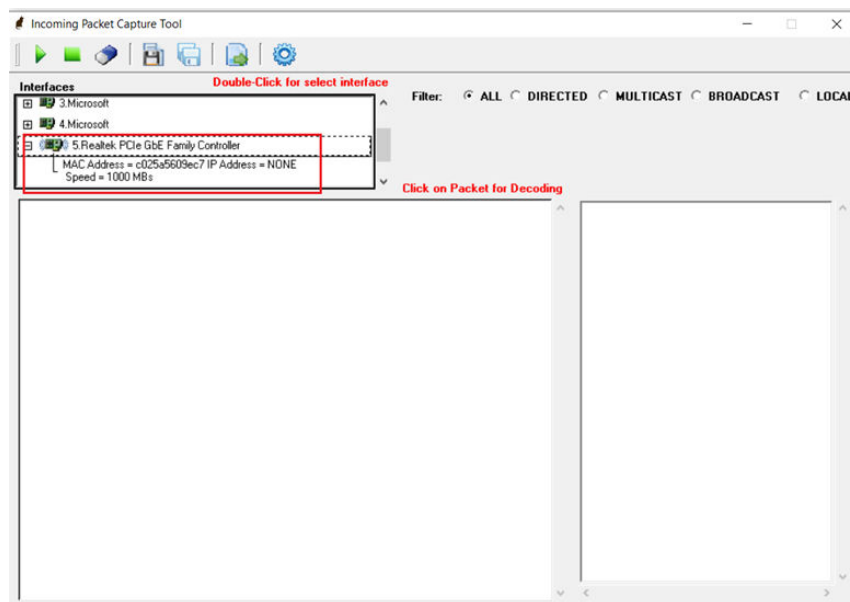 Incoming Packet Capture Tool
Interfaces
Double-Click for select interface
Filter: ALL DIRECTED MULTICAST BROADCAST LOCAL
3.Microsoft
4.Microsoft
5.Realtek PCIe GbE Family Controller
MAC Address = c025a5609ec7 IP Address = NONE
Speed = 1000 MBs
Click on Packet for Decoding